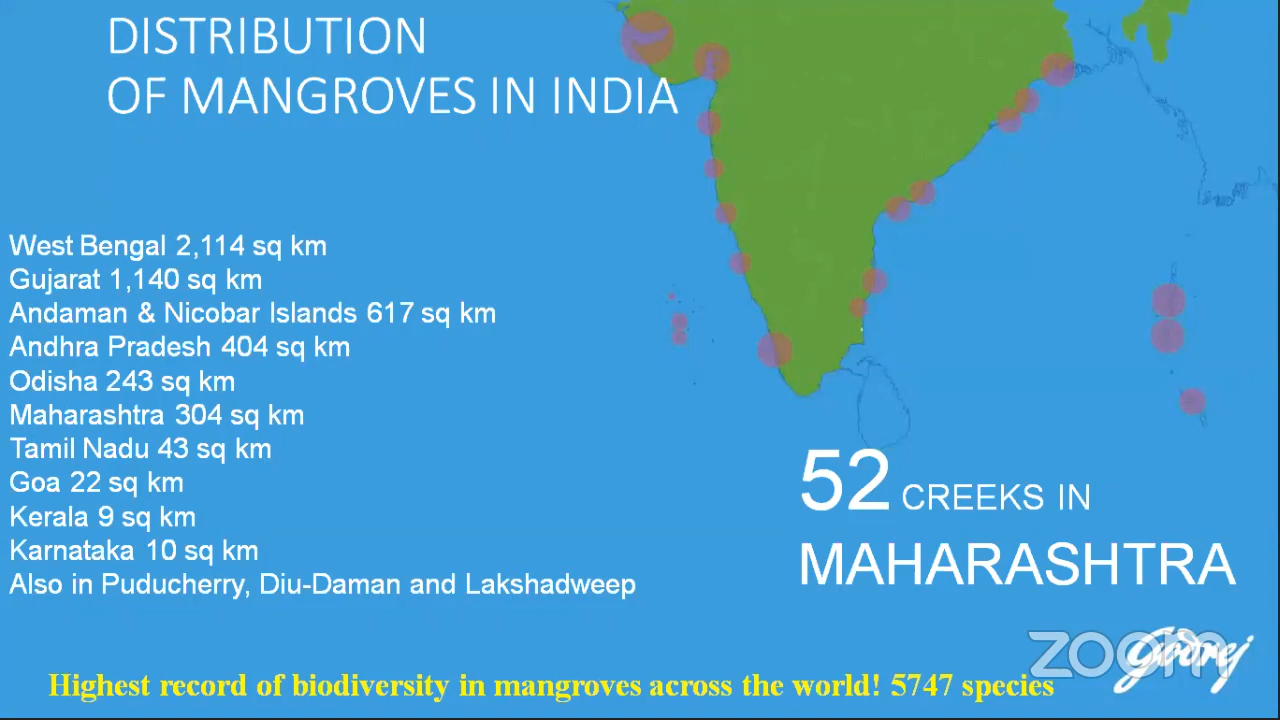 DISTRIBUTION
OF MANGROVES IN INDIA
West Bengal 2,114 sq km
Gujarat 1,140 sq km
Andaman & Nicobar Islands 617 sq km
Andhra Pradesh 404 sq km
Odisha 243 sq km
Maharashtra 304 sq km
Tamil Nadu 43 sq km
Goa 22 sq km
Kerala 9 sq km
Karnataka 10 sq km
Also in Puducherry, Diu-Daman and Lakshadweep
52 CREEKS IN
MAHARASHTRA
zoom
Godrej
Highest record of biodiversity in mangroves across the world! 5747 species